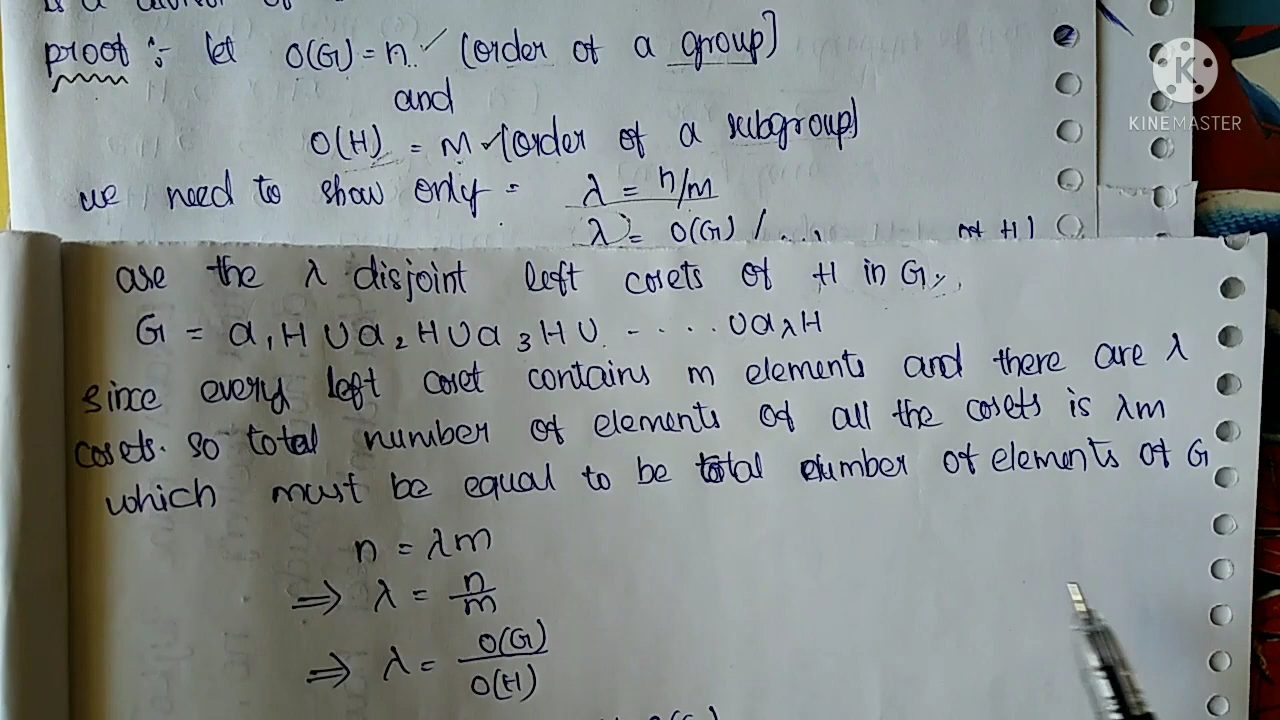 is a
proof :- let O(G) = n. ✓ (order of a group)
and
O(H) = m ✓ (order of a subgroup)
we need to show only = λ = n/m
λ = O(G) / H)
are the λ disjoint left cosets of H in G,
G = a₁H ∪ a₂H ∪ a₃H ∪ - .... ∪ aλH
since every left coset contains m elements and there are λ
cosets. so total number of elements of all the cosets is λm
which must be equal to be total number of elements of G
n = λm
⇒ λ = n/m
⇒ λ = O(G)/O(H)
K
KINEMASTER